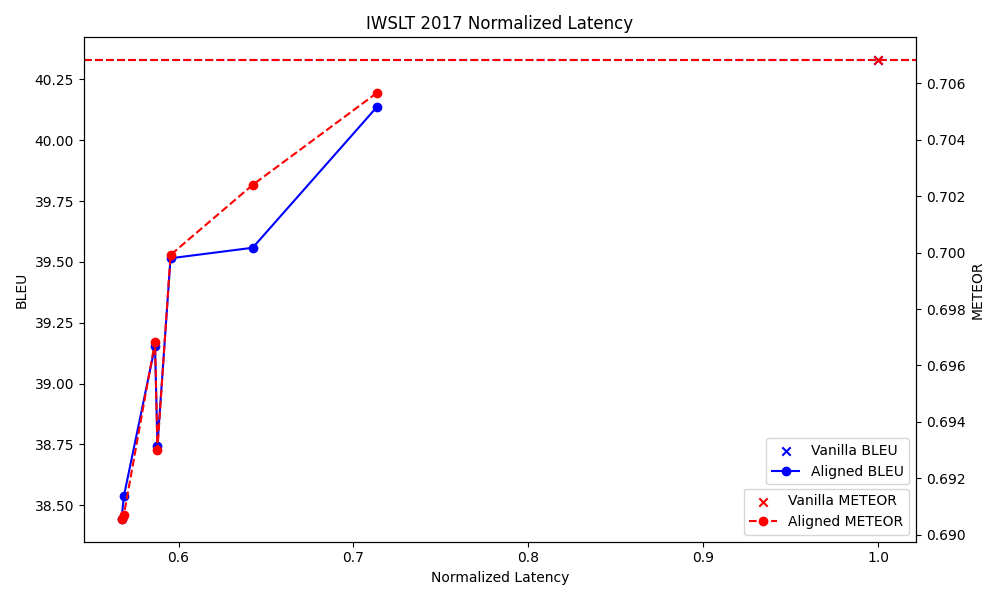 IWSLT 2017 Normalized Latency
BLEU
40.25
40.00
39.75
39.50
39.25
39.00
38.75
38.50
0.706
0.704
0.702
0.700
0.698
0.696
0.694
0.692
0.690
METEOR
Vanilla BLEU
Aligned BLEU
Vanilla METEOR
Aligned METEOR
0.6
0.7
0.8
0.9
1.0
Normalized Latency